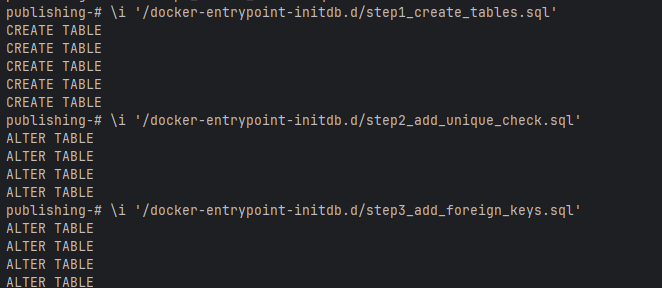 publishing-# \i '/docker-entrypoint-initdb.d/step1_create_tables.sql'
CREATE TABLE
CREATE TABLE
CREATE TABLE
CREATE TABLE
CREATE TABLE
publishing-# \i '/docker-entrypoint-initdb.d/step2_add_unique_check.sql'
ALTER TABLE
ALTER TABLE
ALTER TABLE
ALTER TABLE
publishing-# \i '/docker-entrypoint-initdb.d/step3_add_foreign_keys.sql'
ALTER TABLE
ALTER TABLE
ALTER TABLE
ALTER TABLE